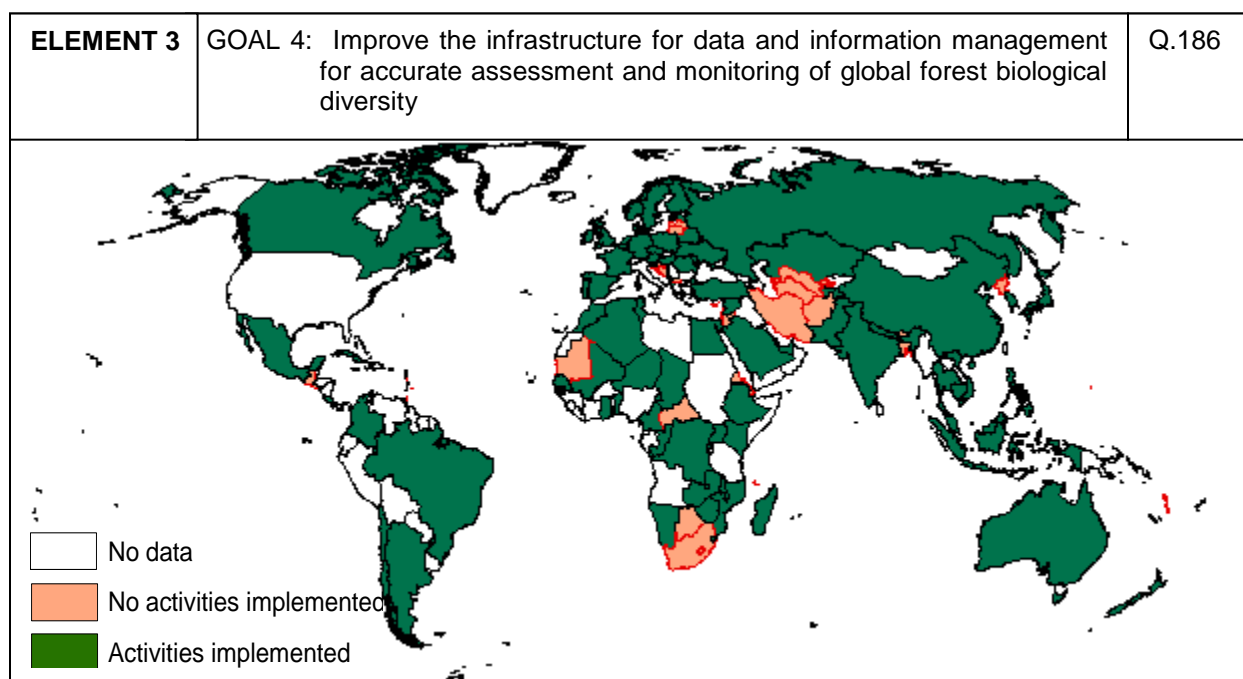 ELEMENT 3
GOAL 4: Improve the infrastructure for data and information management
for accurate assessment and monitoring of global forest biological
diversity
Q.186
No data
No activities implemented
Activities implemented